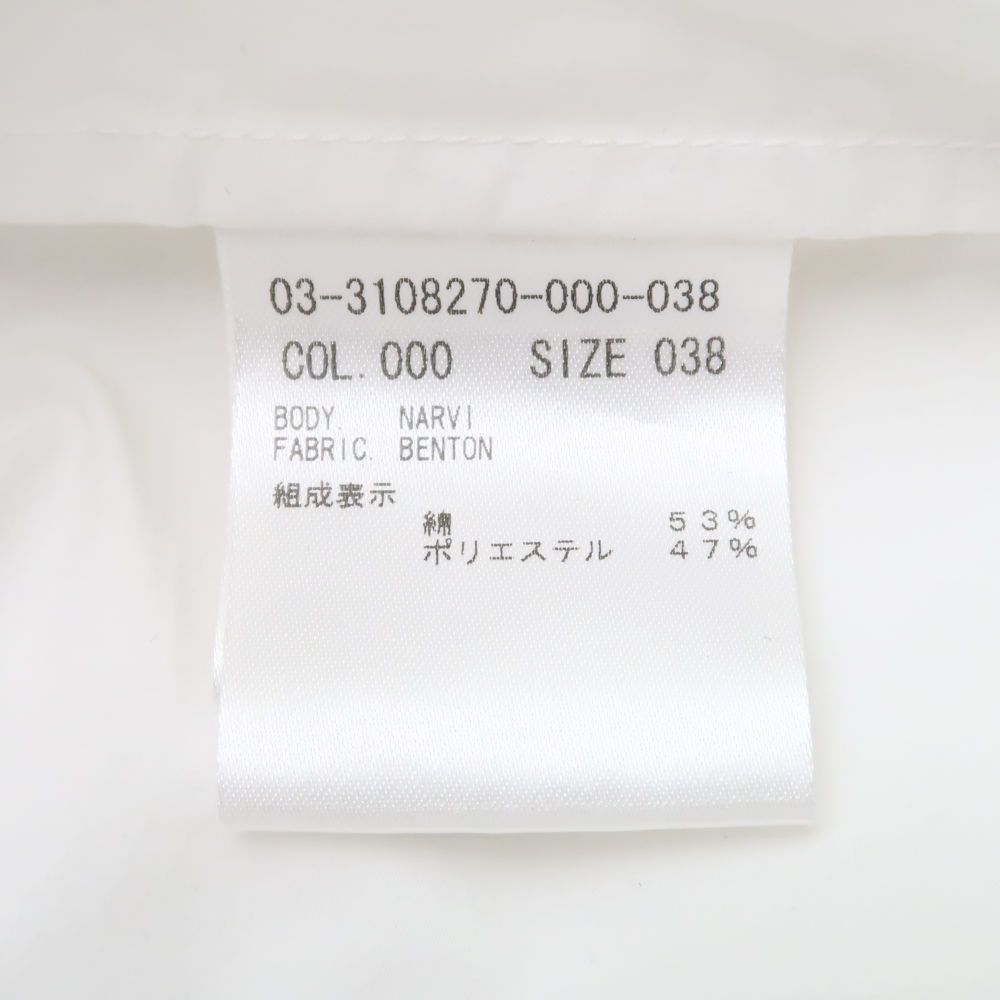 03-3108270-000-038
COL.000 SIZE 038
BODY. NARVI
FABRIC. BENTON
組成表示
綿 53%
ポリエステル 47%